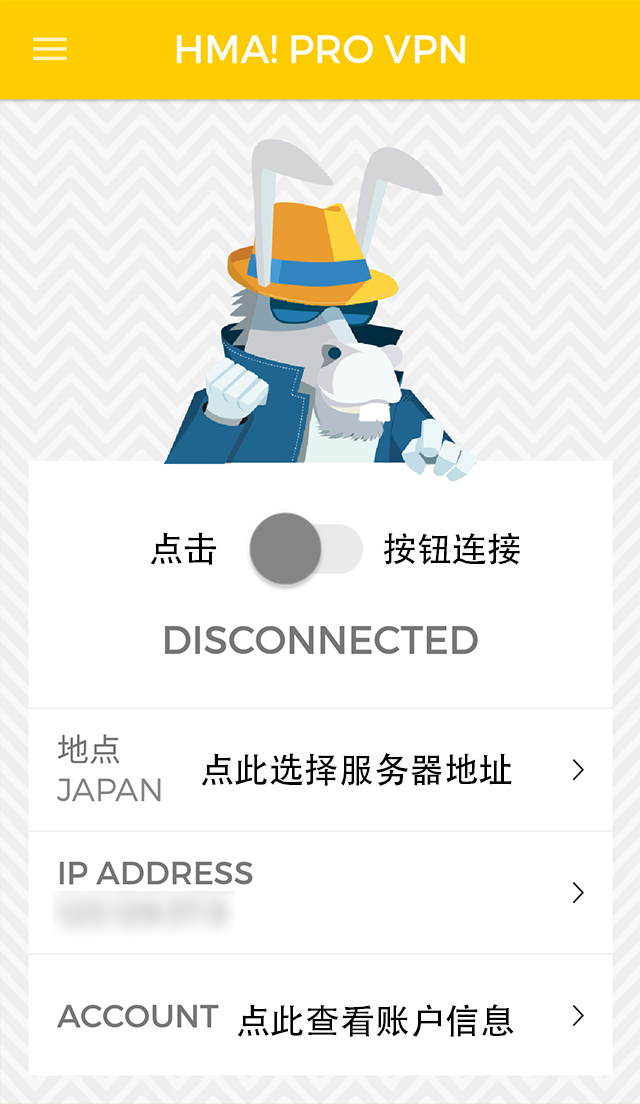 HMA! PRO VPN
点击 按钮连接
DISCONNECTED
地点
JAPAN
点此选择服务器地址
IP ADDRESS
ACCOUNT 点此查看账户信息